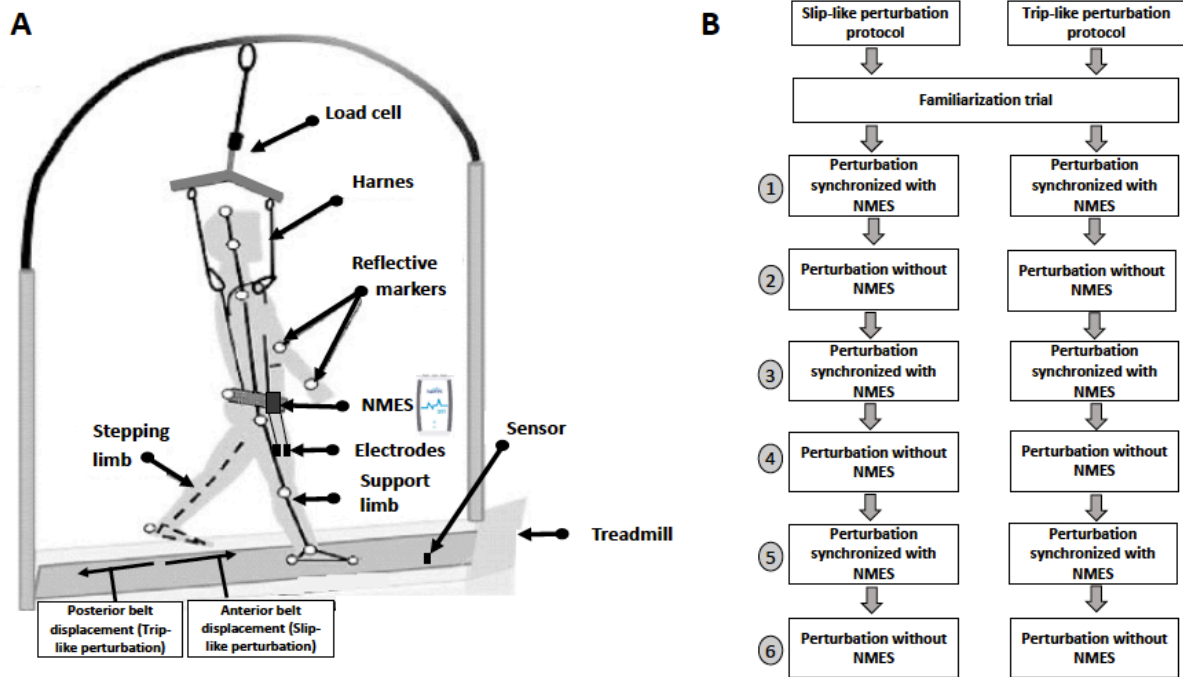 A
Load cell
Harnes
Reflective
markers
NMES
Electrodes
Sensor
Stepping
limb
Support
limb
Treadmill
Posterior belt
displacement (Trip-
like perturbation)
Anterior belt
displacement (Slip-
like perturbation)
B
Slip-like perturbation
protocol
Trip-like perturbation
protocol
Familiarization trial
1
Perturbation
synchronized with
NMES
Perturbation
synchronized with
NMES
2
Perturbation without
NMES
Perturbation without
NMES
3
Perturbation
synchronized with
NMES
Perturbation
synchronized with
NMES
4
Perturbation without
NMES
Perturbation without
NMES
5
Perturbation
synchronized with
NMES
Perturbation
synchronized with
NMES
6
Perturbation without
NMES
Perturbation without
NMES